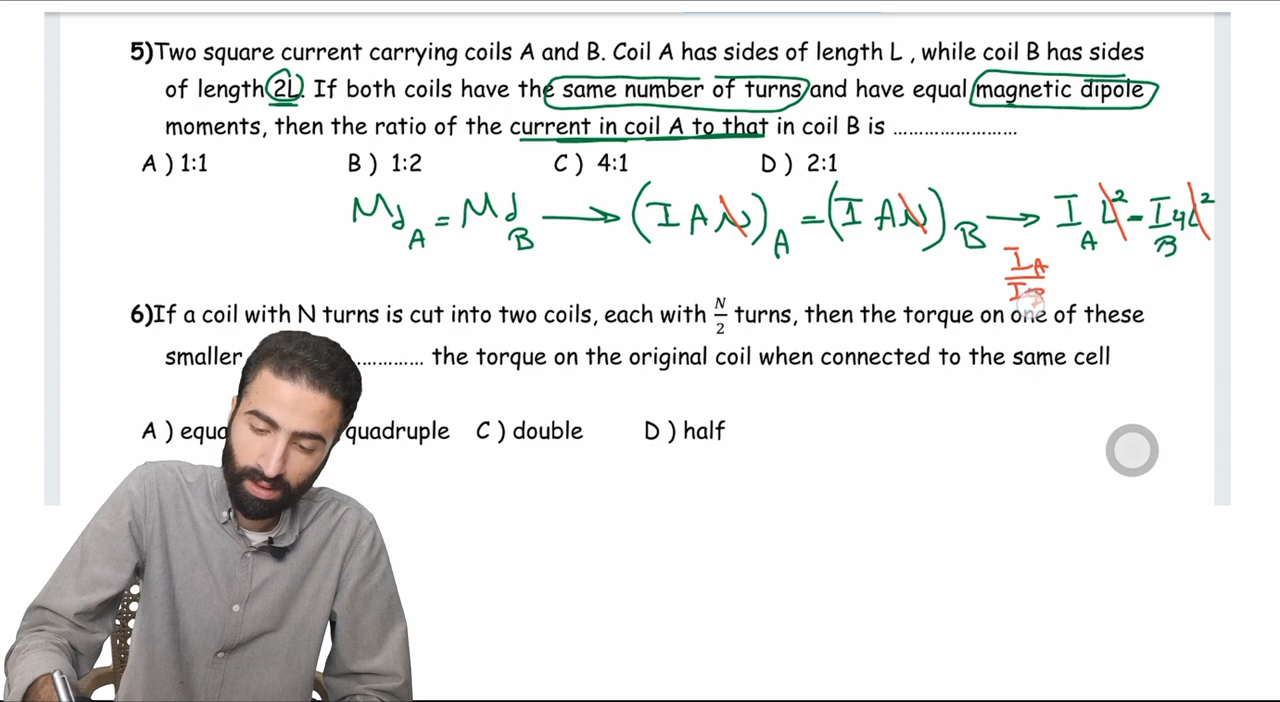 5)Two square current carrying coils A and B. Coil A has sides of length L , while coil B has sides
of length 2L. If both coils have the same number of turns and have equal magnetic dipole
moments, then the ratio of the current in coil A to that in coil B is ........................
A ) 1:1 B ) 1:2 C ) 4:1 D ) 2:1
Md_A = Md_B → (I A N)_A = (I A N)_B → I_A L² = I_B 4L²
I_A
I_B
6)If a coil with N turns is cut into two coils, each with N/2 turns, then the torque on one of these
smaller ............. the torque on the original coil when connected to the same cell
A ) equa quadruple C ) double D ) half